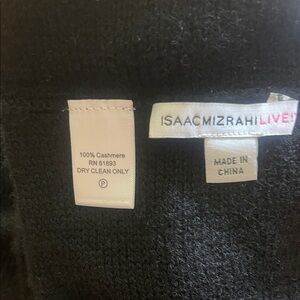 100% Cashmere
RN 61893
DRY CLEAN ONLY
P
ISAACMIZRAHILIVE!
MADE IN
CHINA